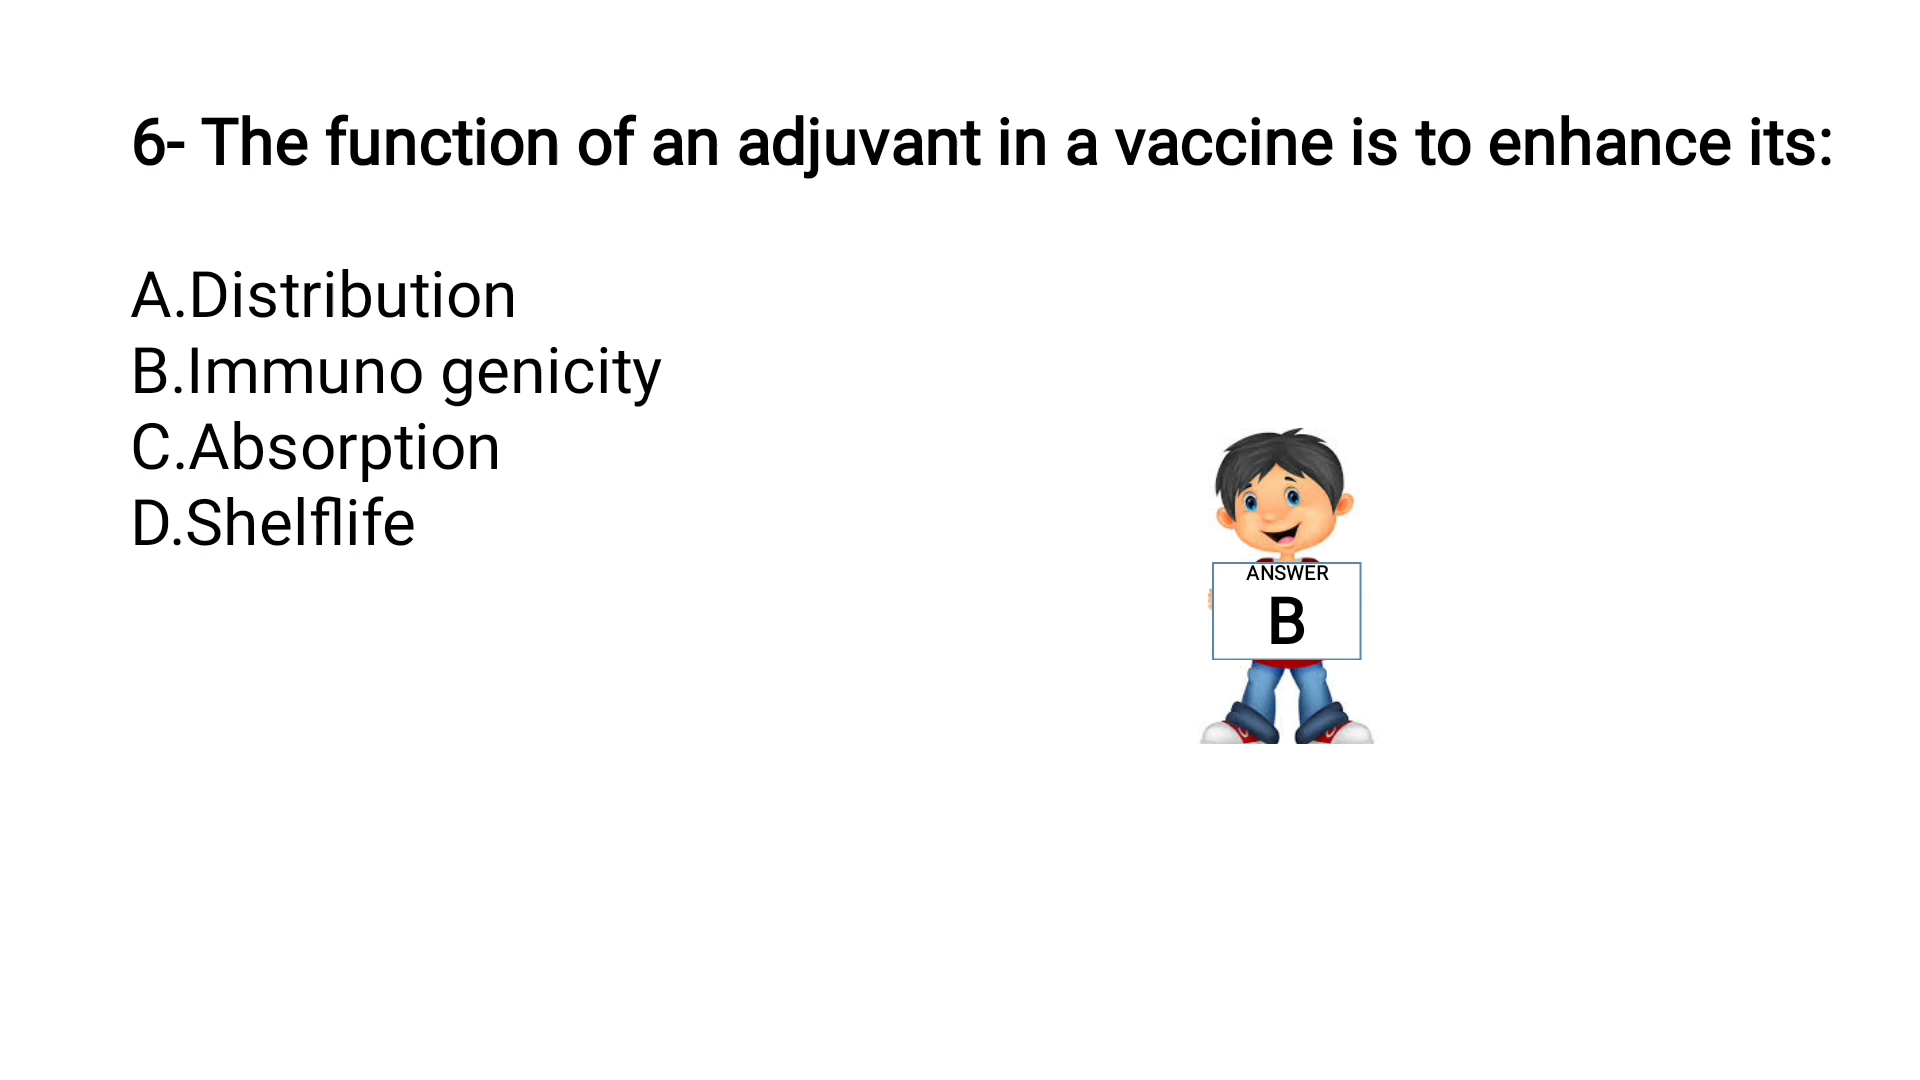 6- The function of an adjuvant in a vaccine is to enhance its:
A.Distribution
B.Immuno genicity
C.Absorption
D.Shelflife
ANSWER
B